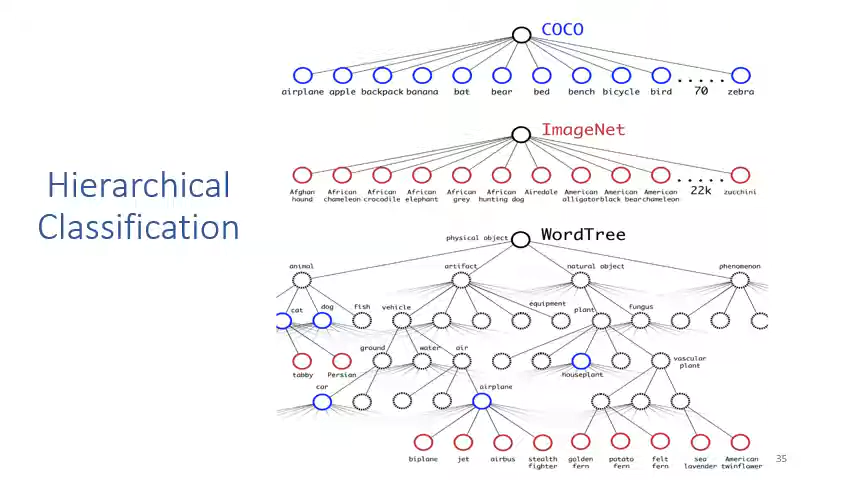 COCO
airplane apple backpack banana bat bear bed bench bicycle bird 70 zebra
ImageNet
Afghan hound
African chameleon
African crocodile
African elephant
African grey
African hunting dog
Airedale
American alligator
American black bear
American chameleon
22k
zucchini
Hierarchical
Classification
WordTree
physical object
animal artifact natural object phenomenon
cat dog fish vehicle equipment plant fungus
ground water air
tabby Persian houseplant vascular plant
car airplane
biplane
jet
airbus
stealth fighter
golden fern
potato fern
felt fern
sea lavender
American twinflower
35